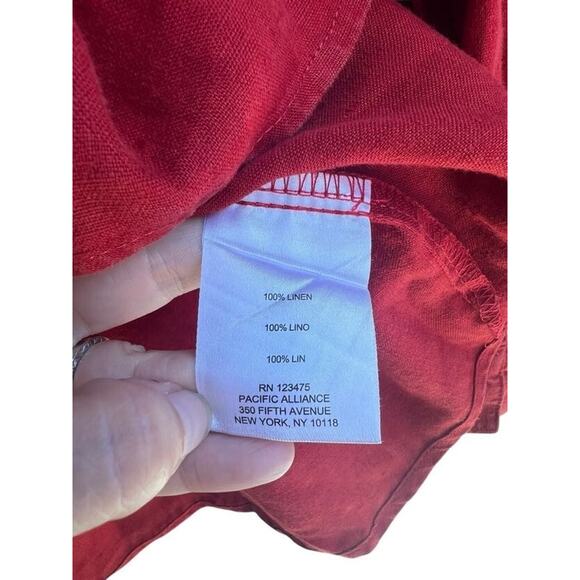 100% LINEN
100% LINO
100% LIN
RN 123475
PACIFIC ALLIANCE
350 FIFTH AVENUE
NEW YORK, NY 10118